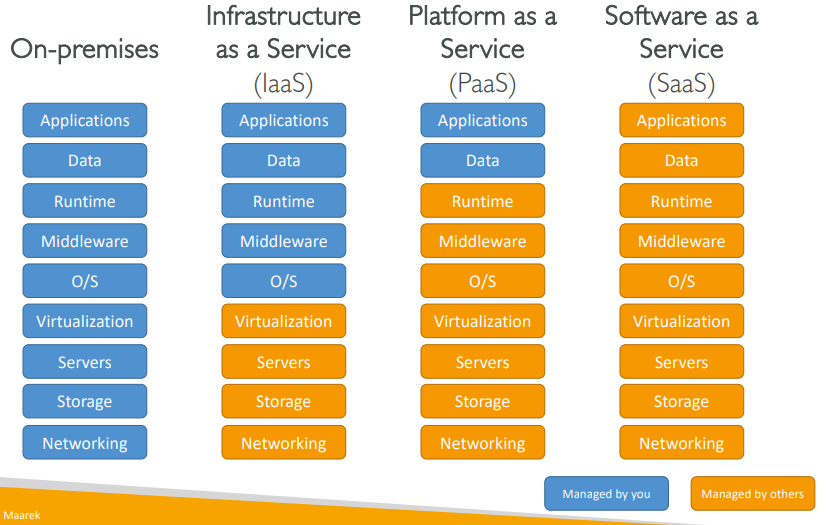 On-premises
Infrastructure
as a Service
(IaaS)
Platform as a
Service
(PaaS)
Software as a
Service
(SaaS)
Applications
Data
Runtime
Middleware
O/S
Virtualization
Servers
Storage
Networking
Applications
Data
Runtime
Middleware
O/S
Virtualization
Servers
Storage
Networking
Applications
Data
Runtime
Middleware
O/S
Virtualization
Servers
Storage
Networking
Applications
Data
Runtime
Middleware
O/S
Virtualization
Servers
Storage
Networking
Managed by you
Managed by others
Maarek